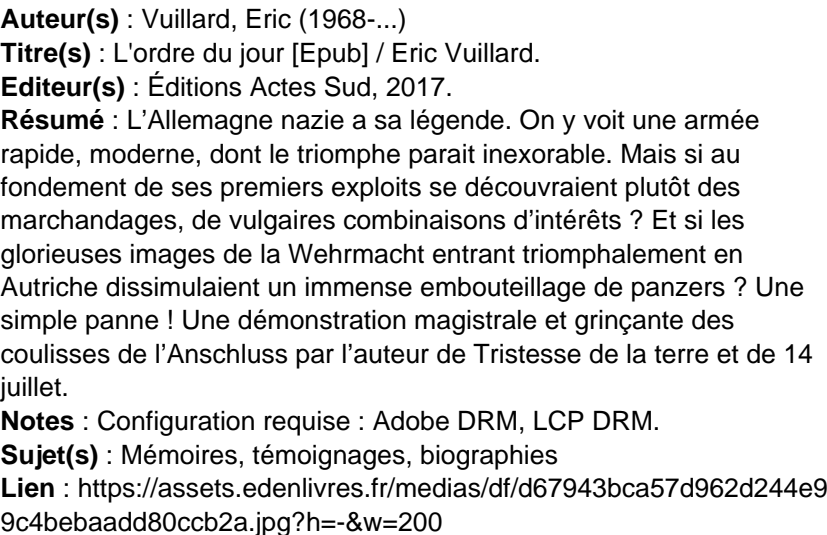 Auteur(s) : Vuillard, Eric (1968-...)
Titre(s) : L'ordre du jour [Epub] / Eric Vuillard.
Editeur(s) : Éditions Actes Sud, 2017.
Résumé : L’Allemagne nazie a sa légende. On y voit une armée
rapide, moderne, dont le triomphe parait inexorable. Mais si au
fondement de ses premiers exploits se découvraient plutôt des
marchandages, de vulgaires combinaisons d’intérêts ? Et si les
glorieuses images de la Wehrmacht entrant triomphalement en
Autriche dissimulaient un immense embouteillage de panzers ? Une
simple panne ! Une démonstration magistrale et grinçante des
coulisses de l’Anschluss par l’auteur de Tristesse de la terre et de 14
juillet.
Notes : Configuration requise : Adobe DRM, LCP DRM.
Sujet(s) : Mémoires, témoignages, biographies
Lien : https://assets.edenlivres.fr/medias/df/d67943bca57d962d244e9
9c4bebaadd80ccb2a.jpg?h=-&w=200